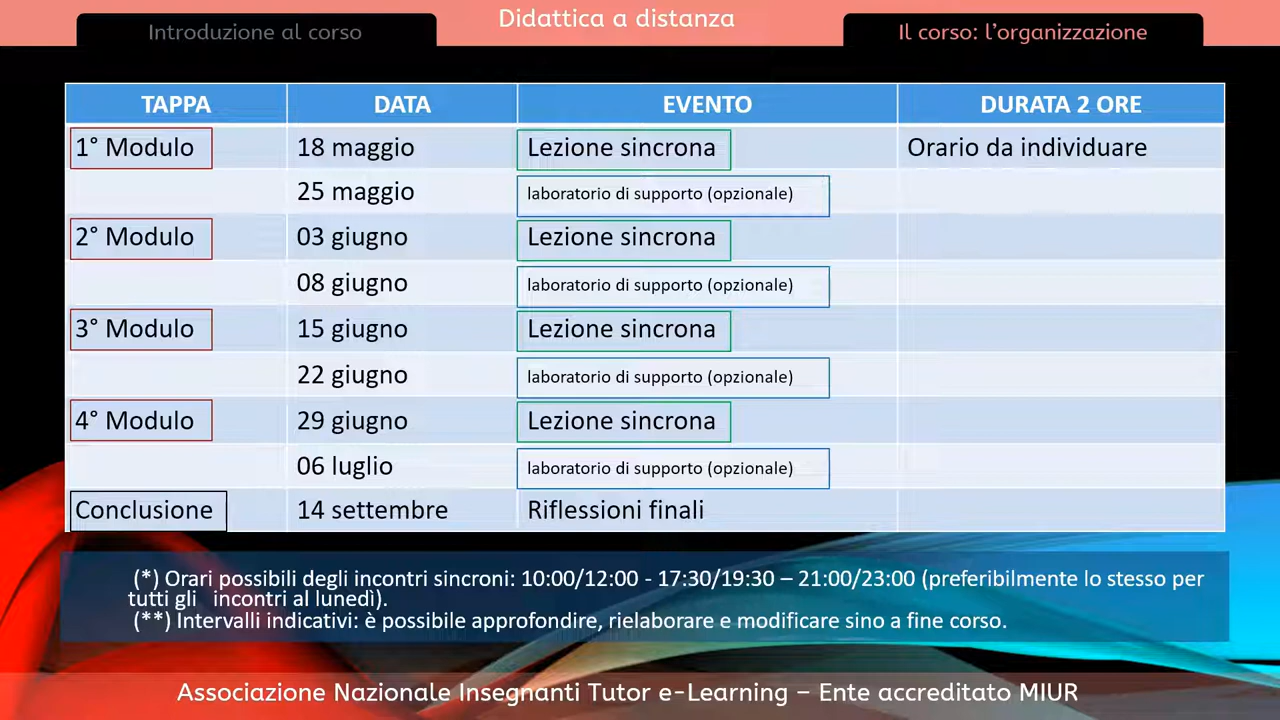 Didattica a distanza
Introduzione al corso
Il corso: l'organizzazione
TAPPA DATA EVENTO DURATA 2 ORE
1° Modulo 18 maggio Lezione sincrona Orario da individuare
25 maggio laboratorio di supporto (opzionale)
2° Modulo 03 giugno Lezione sincrona
08 giugno laboratorio di supporto (opzionale)
3° Modulo 15 giugno Lezione sincrona
22 giugno laboratorio di supporto (opzionale)
4° Modulo 29 giugno Lezione sincrona
06 luglio laboratorio di supporto (opzionale)
Conclusione 14 settembre Riflessioni finali
(*) Orari possibili degli incontri sincroni: 10:00/12:00 - 17:30/19:30 – 21:00/23:00 (preferibilmente lo stesso per
tutti gli incontri al lunedì).
(**) Intervalli indicativi: è possibile approfondire, rielaborare e modificare sino a fine corso.
Associazione Nazionale Insegnanti Tutor e-Learning – Ente accreditato MIUR